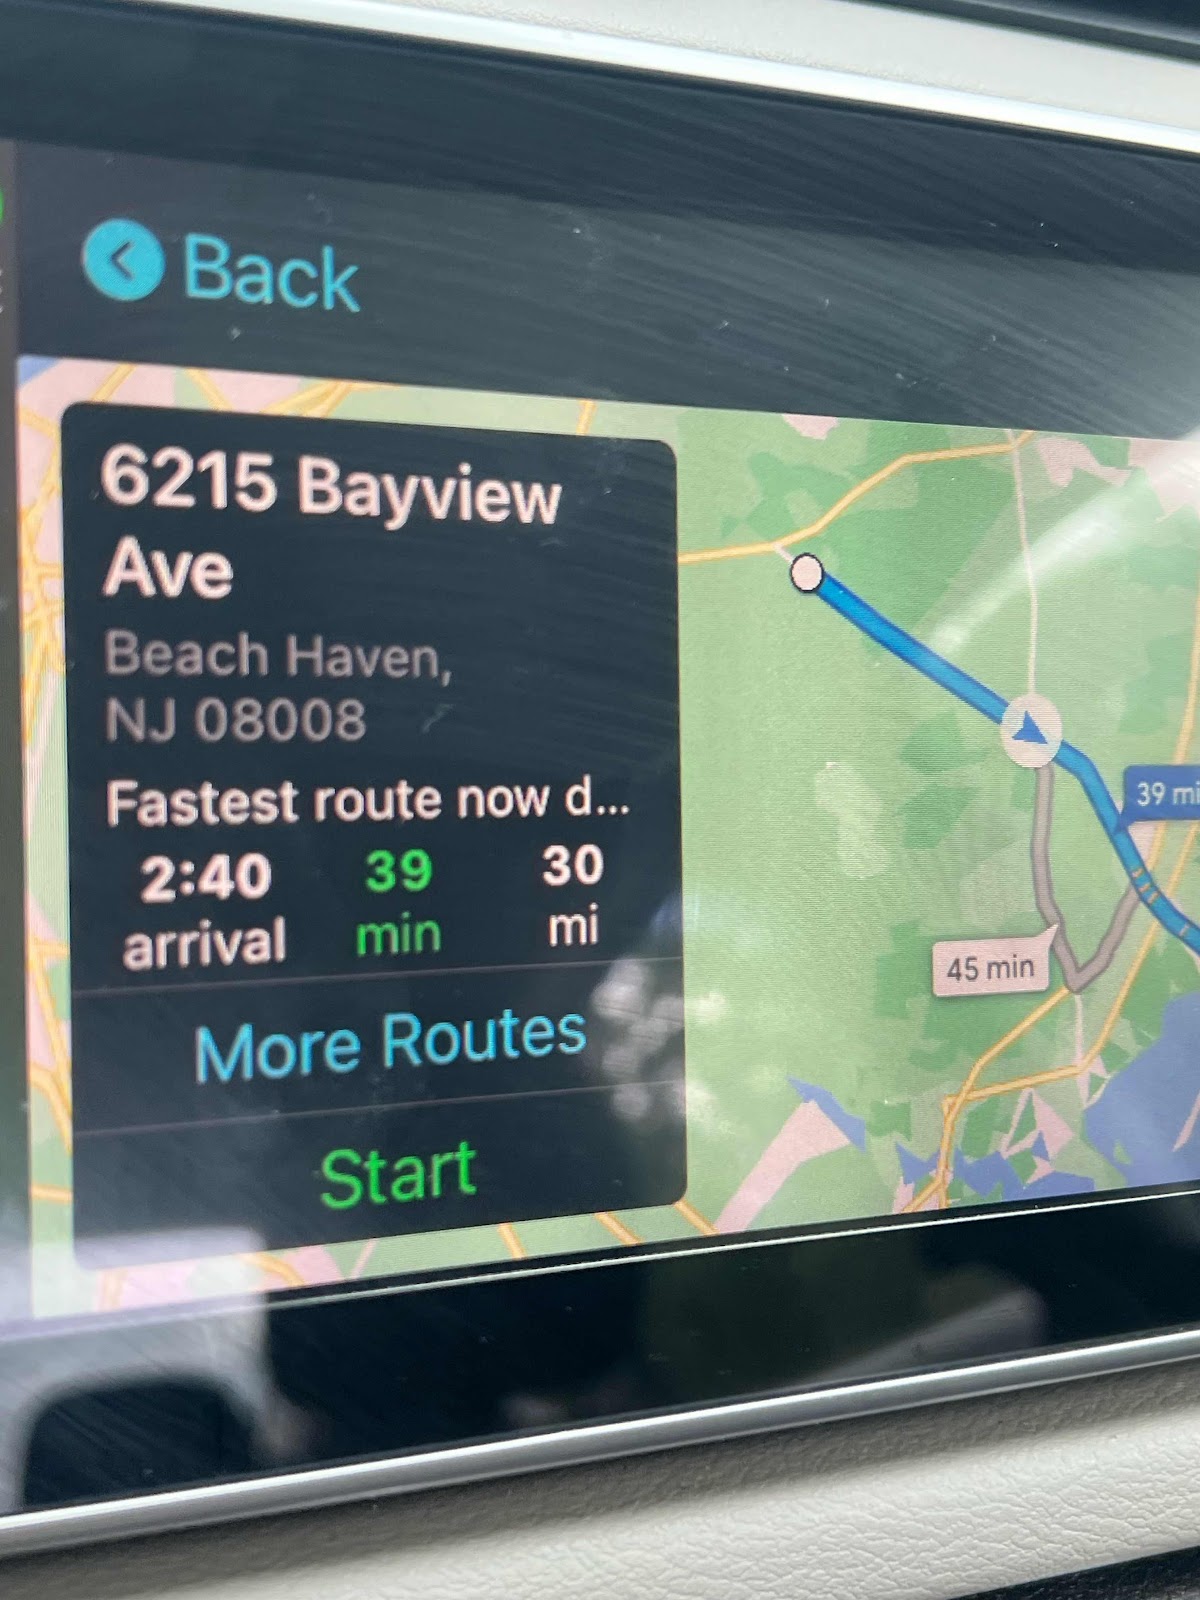 Back
6215 Bayview
Ave
Beach Haven,
NJ 08008
Fastest route now d...
2:40 39 30
arrival min mi
More Routes
Start
39 mi
45 min